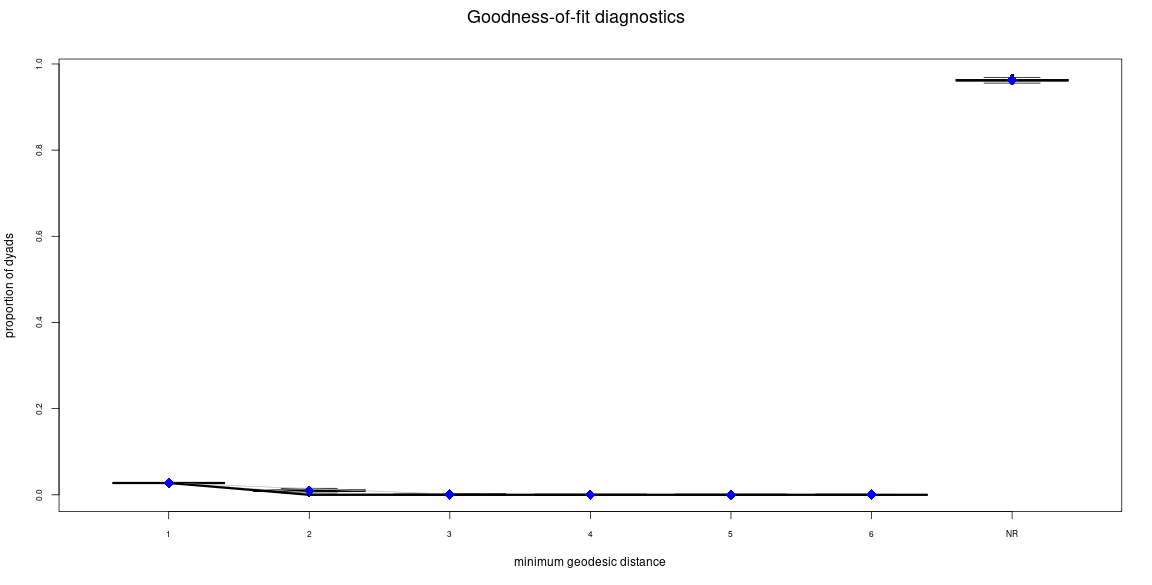 Goodness-of-fit diagnostics
proportion of dyads
1.0
0.8
0.6
0.4
0.2
0.0
1 2 3 4 5 6 NR
minimum geodesic distance